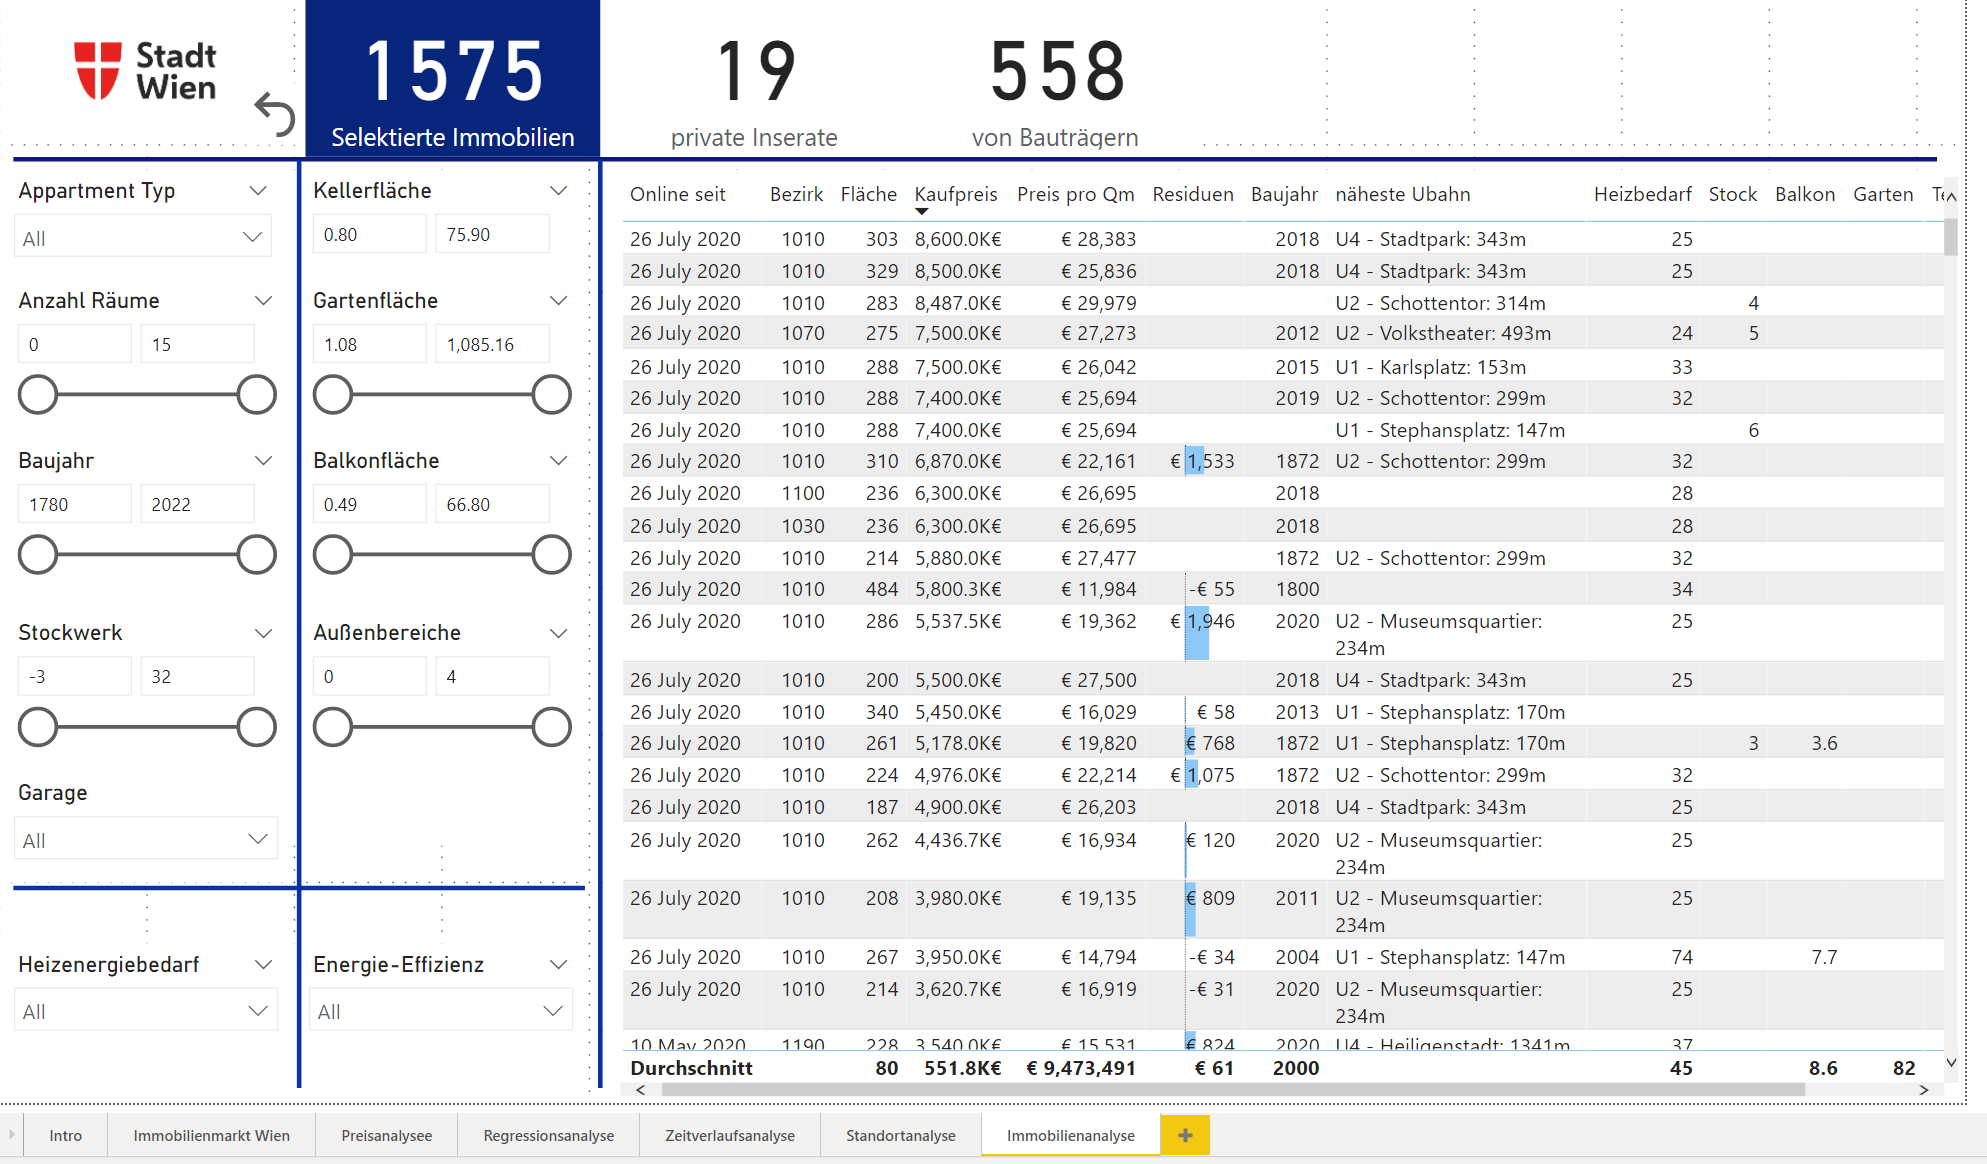 Stadt
Wien
1575
Selektierte Immobilien
19
private Inserate
558
von Bauträgern
Appartment Typ
All
Anzahl Räume
0 15
Baujahr
1780 2022
Stockwerk
-3 32
Garage
All
Heizenergiebedarf
All
Kellerfläche
0.80 75.90
Gartenfläche
1.08 1,085.16
Balkonfläche
0.49 66.80
Außenbereiche
0 4
Energie-Effizienz
All
Online seit Bezirk Fläche Kaufpreis Preis pro Qm Residuen Baujahr näheste Ubahn Heizbedarf Stock Balkon Garten
26 July 2020 1010 303 8,600.0K€ € 28,383 2018 U4 - Stadtpark: 343m 25
26 July 2020 1010 329 8,500.0K€ € 25,836 2018 U4 - Stadtpark: 343m 25
26 July 2020 1010 283 8,487.0K€ € 29,979 U2 - Schottentor: 314m 4
26 July 2020 1070 275 7,500.0K€ € 27,273 2012 U2 - Volkstheater: 493m 24 5
26 July 2020 1010 288 7,500.0K€ € 26,042 2015 U1 - Karlsplatz: 153m 33
26 July 2020 1010 288 7,400.0K€ € 25,694 2019 U2 - Schottentor: 299m 32
26 July 2020 1010 288 7,400.0K€ € 25,694 U1 - Stephansplatz: 147m 6
26 July 2020 1010 310 6,870.0K€ € 22,161 € 1,533 1872 U2 - Schottentor: 299m 32
26 July 2020 1100 236 6,300.0K€ € 26,695 2018 28
26 July 2020 1030 236 6,300.0K€ € 26,695 2018 28
26 July 2020 1010 214 5,880.0K€ € 27,477 1872 U2 - Schottentor: 299m 32
26 July 2020 1010 484 5,800.3K€ € 11,984 -€ 55 1800 34
26 July 2020 1010 286 5,537.5K€ € 19,362 € 1,946 2020 U2 - Museumsquartier: 25
234m
26 July 2020 1010 200 5,500.0K€ € 27,500 2018 U4 - Stadtpark: 343m 25
26 July 2020 1010 340 5,450.0K€ € 16,029 € 58 2013 U1 - Stephansplatz: 170m
26 July 2020 1010 261 5,178.0K€ € 19,820 € 768 1872 U1 - Stephansplatz: 170m 3 3.6
26 July 2020 1010 224 4,976.0K€ € 22,214 € 1,075 1872 U2 - Schottentor: 299m 32
26 July 2020 1010 187 4,900.0K€ € 26,203 2018 U4 - Stadtpark: 343m 25
26 July 2020 1010 262 4,436.7K€ € 16,934 € 120 2020 U2 - Museumsquartier: 25
234m
26 July 2020 1010 208 3,980.0K€ € 19,135 € 809 2011 U2 - Museumsquartier: 25
234m
26 July 2020 1010 267 3,950.0K€ € 14,794 -€ 34 2004 U1 - Stephansplatz: 147m 74 7.7
26 July 2020 1010 214 3,620.7K€ € 16,919 -€ 31 2020 U2 - Museumsquartier: 25
234m
10 May 2020 1190 228 3,540.0K€ € 15,531 € 824 2020 U4 - Heiligenstadt: 1341m 37
Durchschnitt 80 551.8K€ € 9,473,491 € 61 2000 45 8.6 82
Intro Immobilienmarkt Wien Preisanalysee Regressionsanalyse Zeitverlaufsanalyse Standortanalyse Immobilienanalyse +